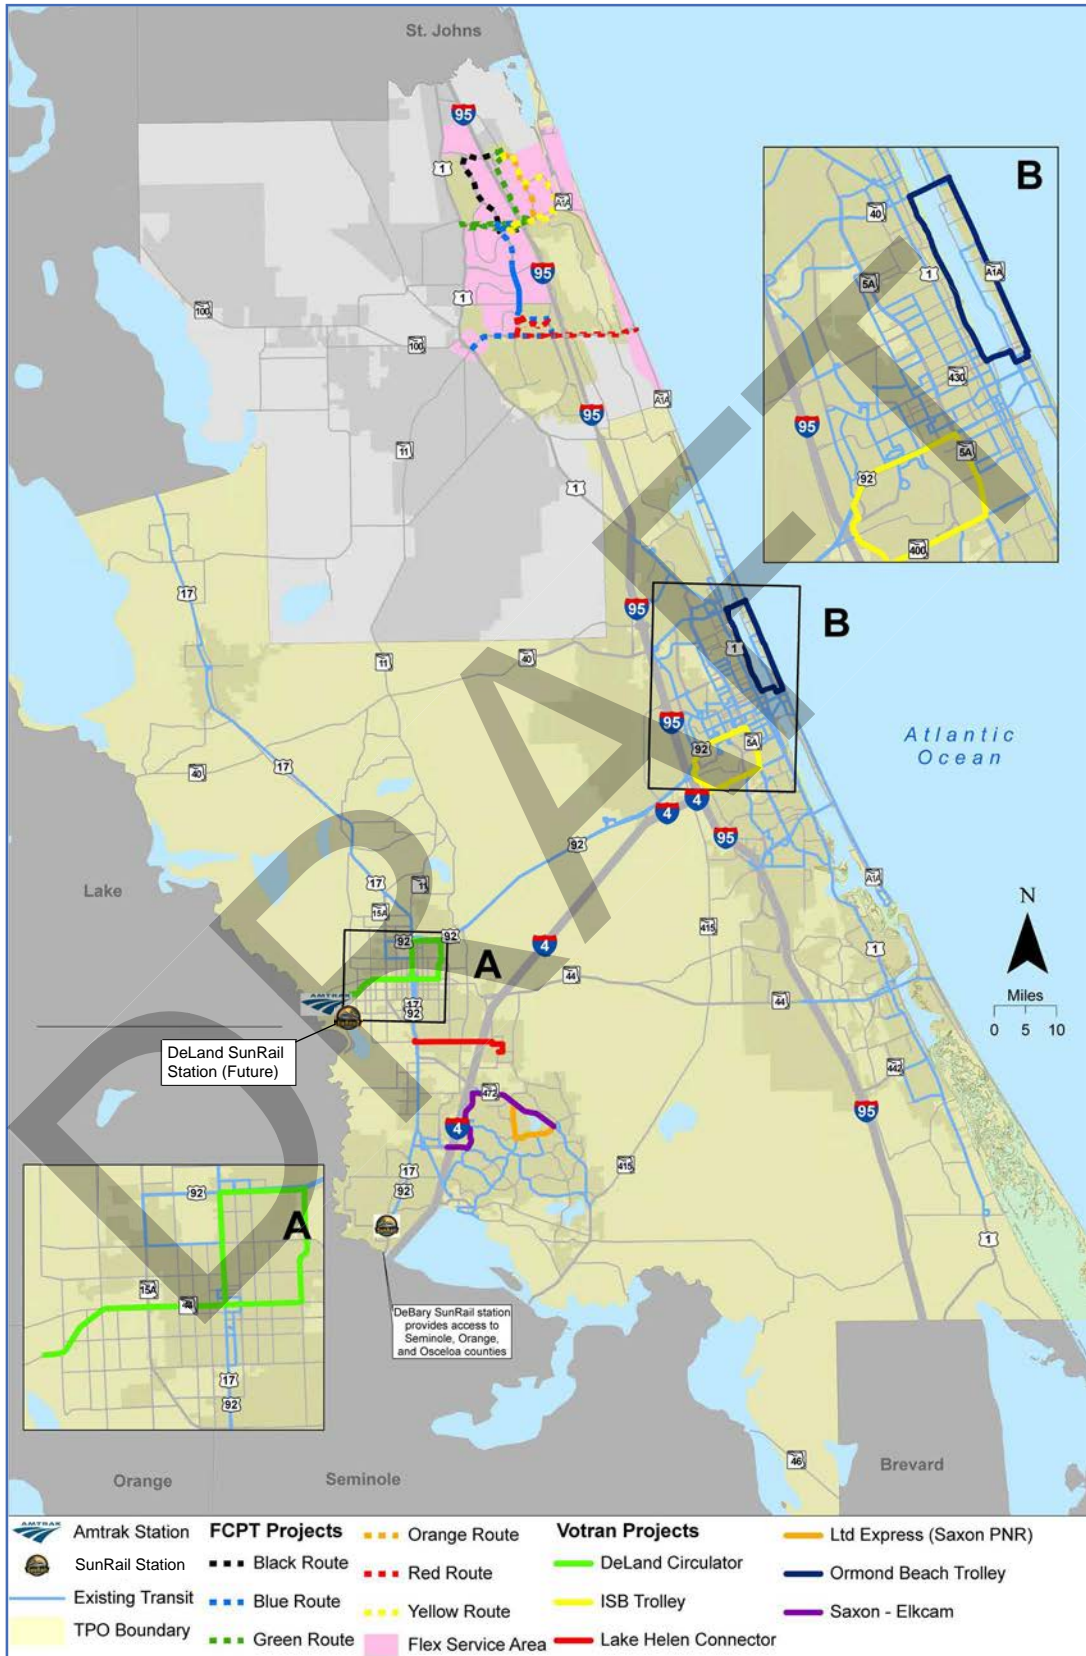 St. Johns
95
1
A1A
B
40
1
A1A
5A
430
95
5A
92
400
95
1
100
100
A1A
95
11
1
17
95
B
1
11
40
95
5A
92
Atlantic
Ocean
17
40
4
4
95
92
Lake
17
11
15A
A1A
N
92
92
415
A
4
1
44
44
Miles
0 5 10
AMTRAK
17
92
DeLand SunRail
Station (Future)
472
442
4
95
415
17
92
A
92
1
15A
44
DeBary SunRail station
provides access to
Seminole, Orange,
and Osceloa counties
17
92
46
Orange
Seminole
Brevard
DRAFT
AMTRAK
Amtrak Station
SunRail Station
Existing Transit
TPO Boundary
FCPT Projects
Black Route
Blue Route
Green Route
Orange Route
Red Route
Yellow Route
Flex Service Area
Votran Projects
DeLand Circulator
ISB Trolley
Lake Helen Connector
Ltd Express (Saxon PNR)
Ormond Beach Trolley
Saxon - Elkcam